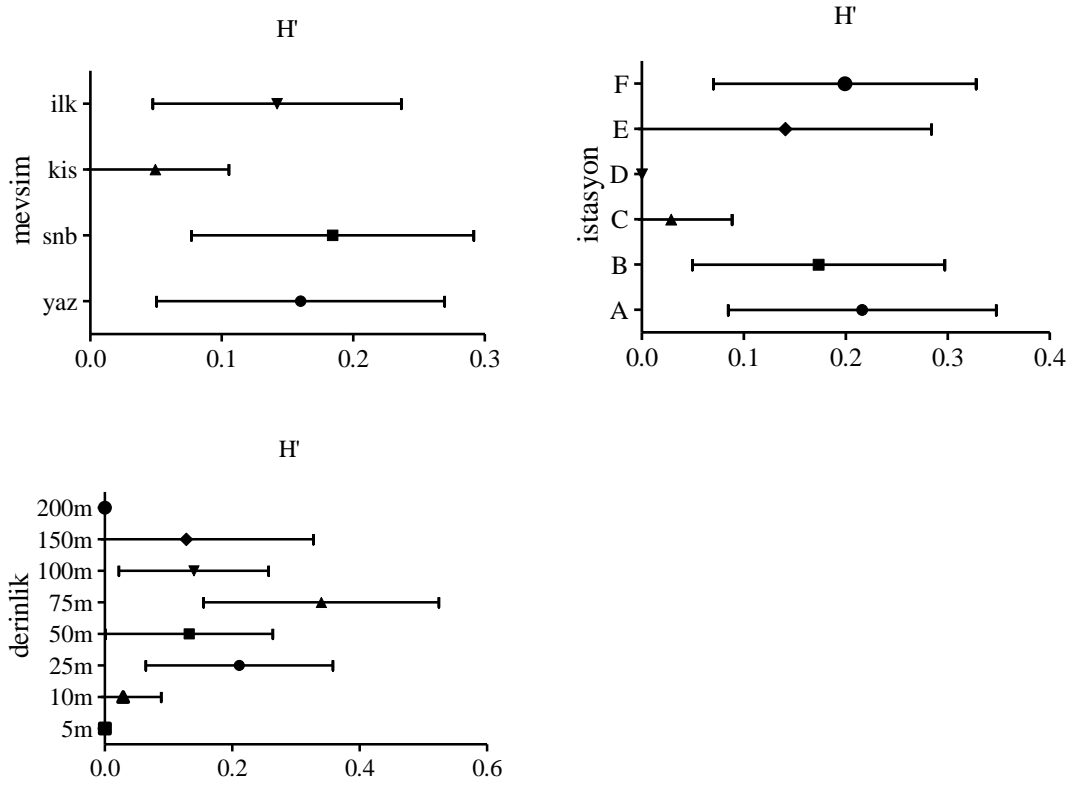 H'
mevsim
ilk
kis
snb
yaz
0.0 0.1 0.2 0.3
H'
istasyon
F
E
D
C
B
A
0.0 0.1 0.2 0.3 0.4
H'
derinlik
200m
150m
100m
75m
50m
25m
10m
5m
0.0 0.2 0.4 0.6